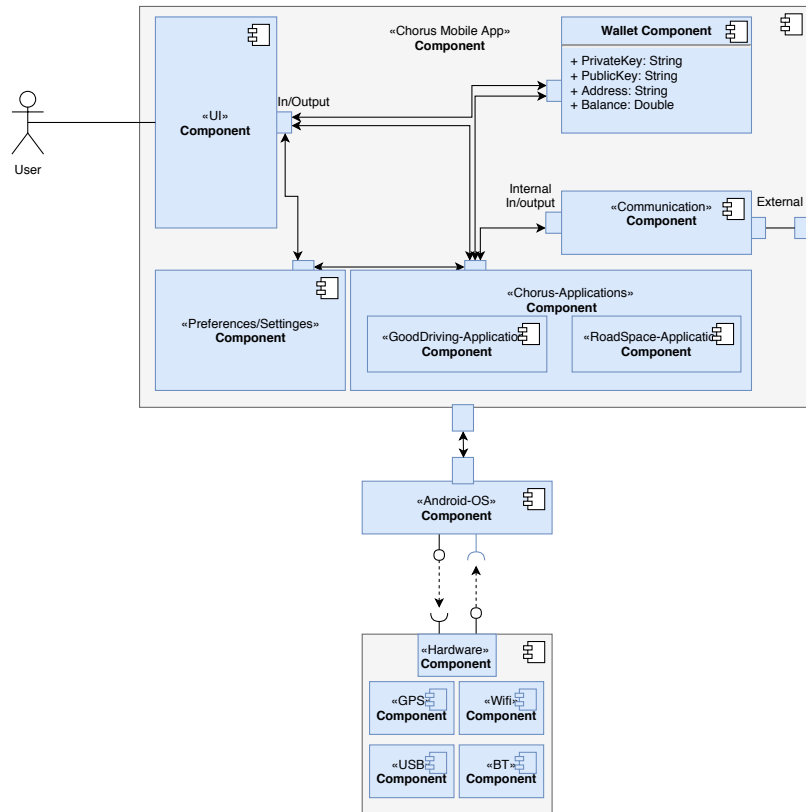 «Chorus Mobile App»
Component
Wallet Component
+ PrivateKey: String
+ PublicKey: String
+ Address: String
+ Balance: Double
In/Output
«UI»
Component
User
Internal
In/output
«Communication»
Component
External
«Preferences/Settinges»
Component
«Chorus-Applications»
Component
«GoodDriving-Application
Component
«RoadSpace-Applicatio
Component
«Android-OS»
Component
«Hardware»
Component
«GPS»
Component
«Wifi»
Component
«USB»
Component
«BT»
Component